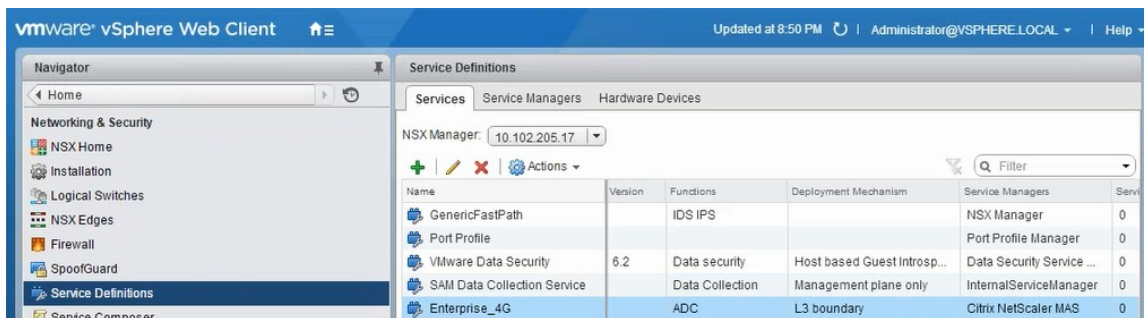 vmware® vSphere Web Client
Updated at 8:50 PM | Administrator@VSPHERE.LOCAL | Help
Navigator
Home
Networking & Security
NSX Home
Installation
Logical Switches
NSX Edges
Firewall
SpoofGuard
Service Definitions
Service Composer
Service Definitions
Services Service Managers Hardware Devices
NSX Manager: 10.102.205.17
Actions Filter
Name Version Functions Deployment Mechanism Service Managers Servi
GenericFastPath IDS IPS NSX Manager 0
Port Profile Port Profile Manager 0
VMware Data Security 6.2 Data security Host based Guest Introsp... Data Security Service ... 0
SAM Data Collection Service Data Collection Management plane only InternalServiceManager 0
Enterprise_4G ADC L3 boundary Citrix NetScaler MAS 0